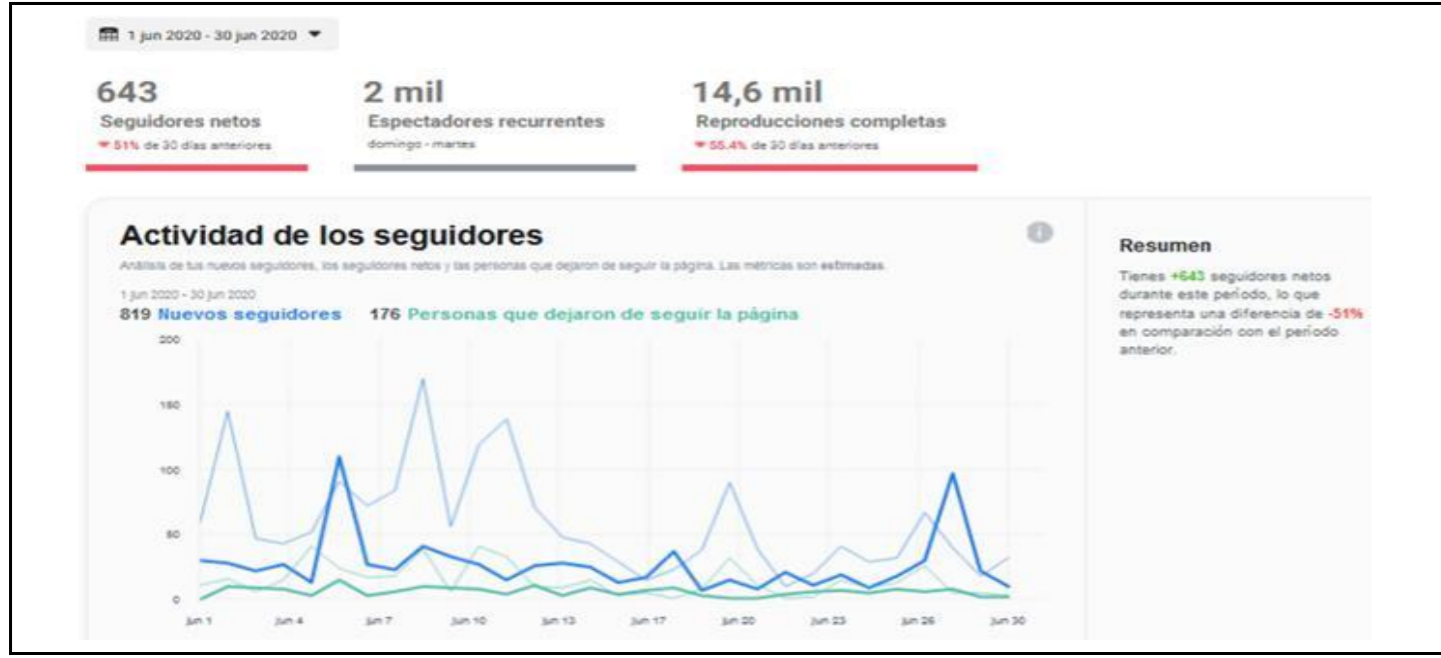 1 jun 2020 - 30 jun 2020
643
Seguidores netos
51% de 30 días anteriores
2 mil
Espectadores recurrentes
domingo - martes
14,6 mil
Reproducciones completas
55.4% de 30 días anteriores
Actividad de los seguidores
Análisis de tus nuevos seguidores, los seguidores netos y las personas que dejaron de seguir la página. Las métricas son estimadas.
1 jun 2020 - 30 jun 2020
819 Nuevos seguidores 176 Personas que dejaron de seguir la página
200
150
100
50
0
Jun 1 Jun 4 Jun 7 Jun 10 Jun 13 Jun 17 Jun 20 Jun 23 Jun 26 Jun 30
Resumen
Tienes +643 seguidores netos
durante este período, lo que
representa una diferencia de -51%
en comparación con el período
anterior.